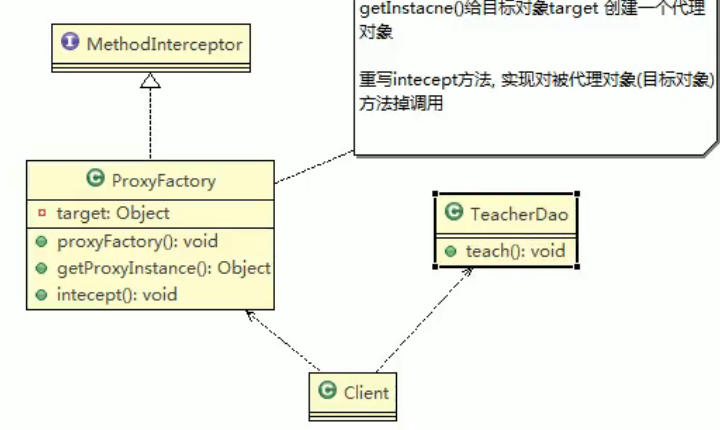 getInstacne()给目标对象target 创建一个代理
对象
重写intecept方法, 实现对被代理对象(目标对象)
方法掉调用
I MethodInterceptor
C ProxyFactory
target: Object
proxyFactory(): void
getProxyInstance(): Object
intecept(): void
C TeacherDao
teach(): void
C Client